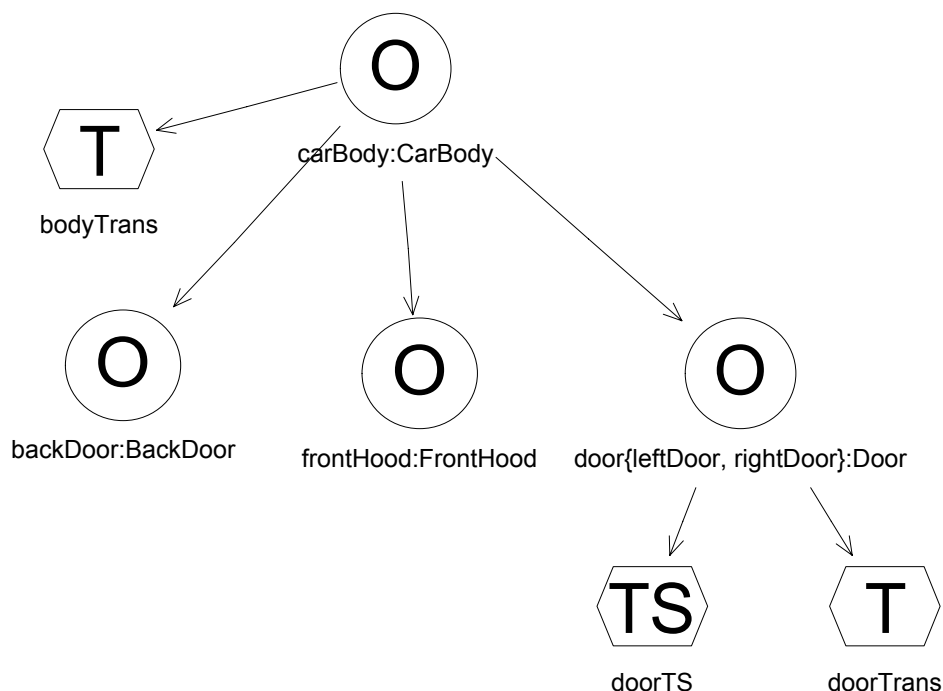 O
carBody:CarBody
T
bodyTrans
O
backDoor:BackDoor
O
frontHood:FrontHood
O
door{leftDoor, rightDoor}:Door
TS
doorTS
T
doorTrans